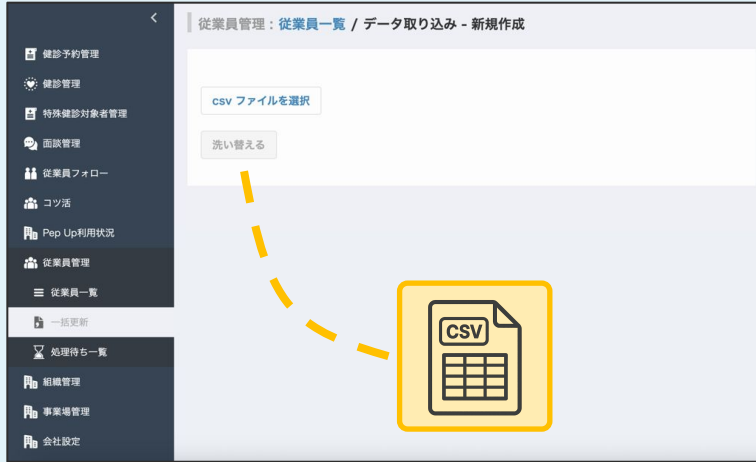 従業員管理：従業員一覧 / データ取り込み - 新規作成
健診予約管理
健診管理
特殊健診対象者管理
面談管理
従業員フォロー
コツ活
Pep Up利用状況
従業員管理
従業員一覧
一括更新
処理待ち一覧
組織管理
事業場管理
会社設定
csv ファイルを選択
洗い替える
CSV